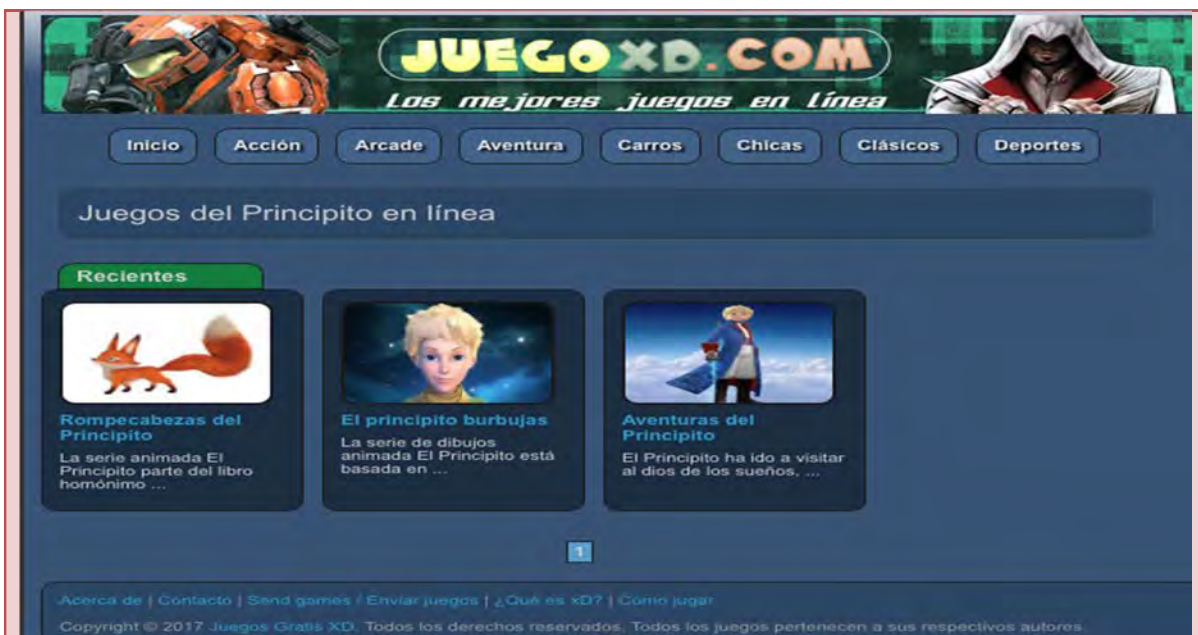 JUEGOXD.COM
Los mejores juegos en línea
Inicio Acción Arcade Aventura Carros Chicas Clásicos Deportes
Juegos del Principito en línea
Recientes
Rompecabezas del
Principito
La serie animada El
Principito parte del libro
homónimo ...
El principito burbujas
La serie de dibujos
animada El Principito está
basada en ...
Aventuras del
Principito
El Principito ha ido a visitar
al dios de los sueños. ...
1
Acerca de | Contacto | Send games / Enviar juegos | ¿Qué es xD? | Cómo jugar
Copyright © 2017 Juegos Gratis XD. Todos los derechos reservados. Todos los juegos pertenecen a sus respectivos autores